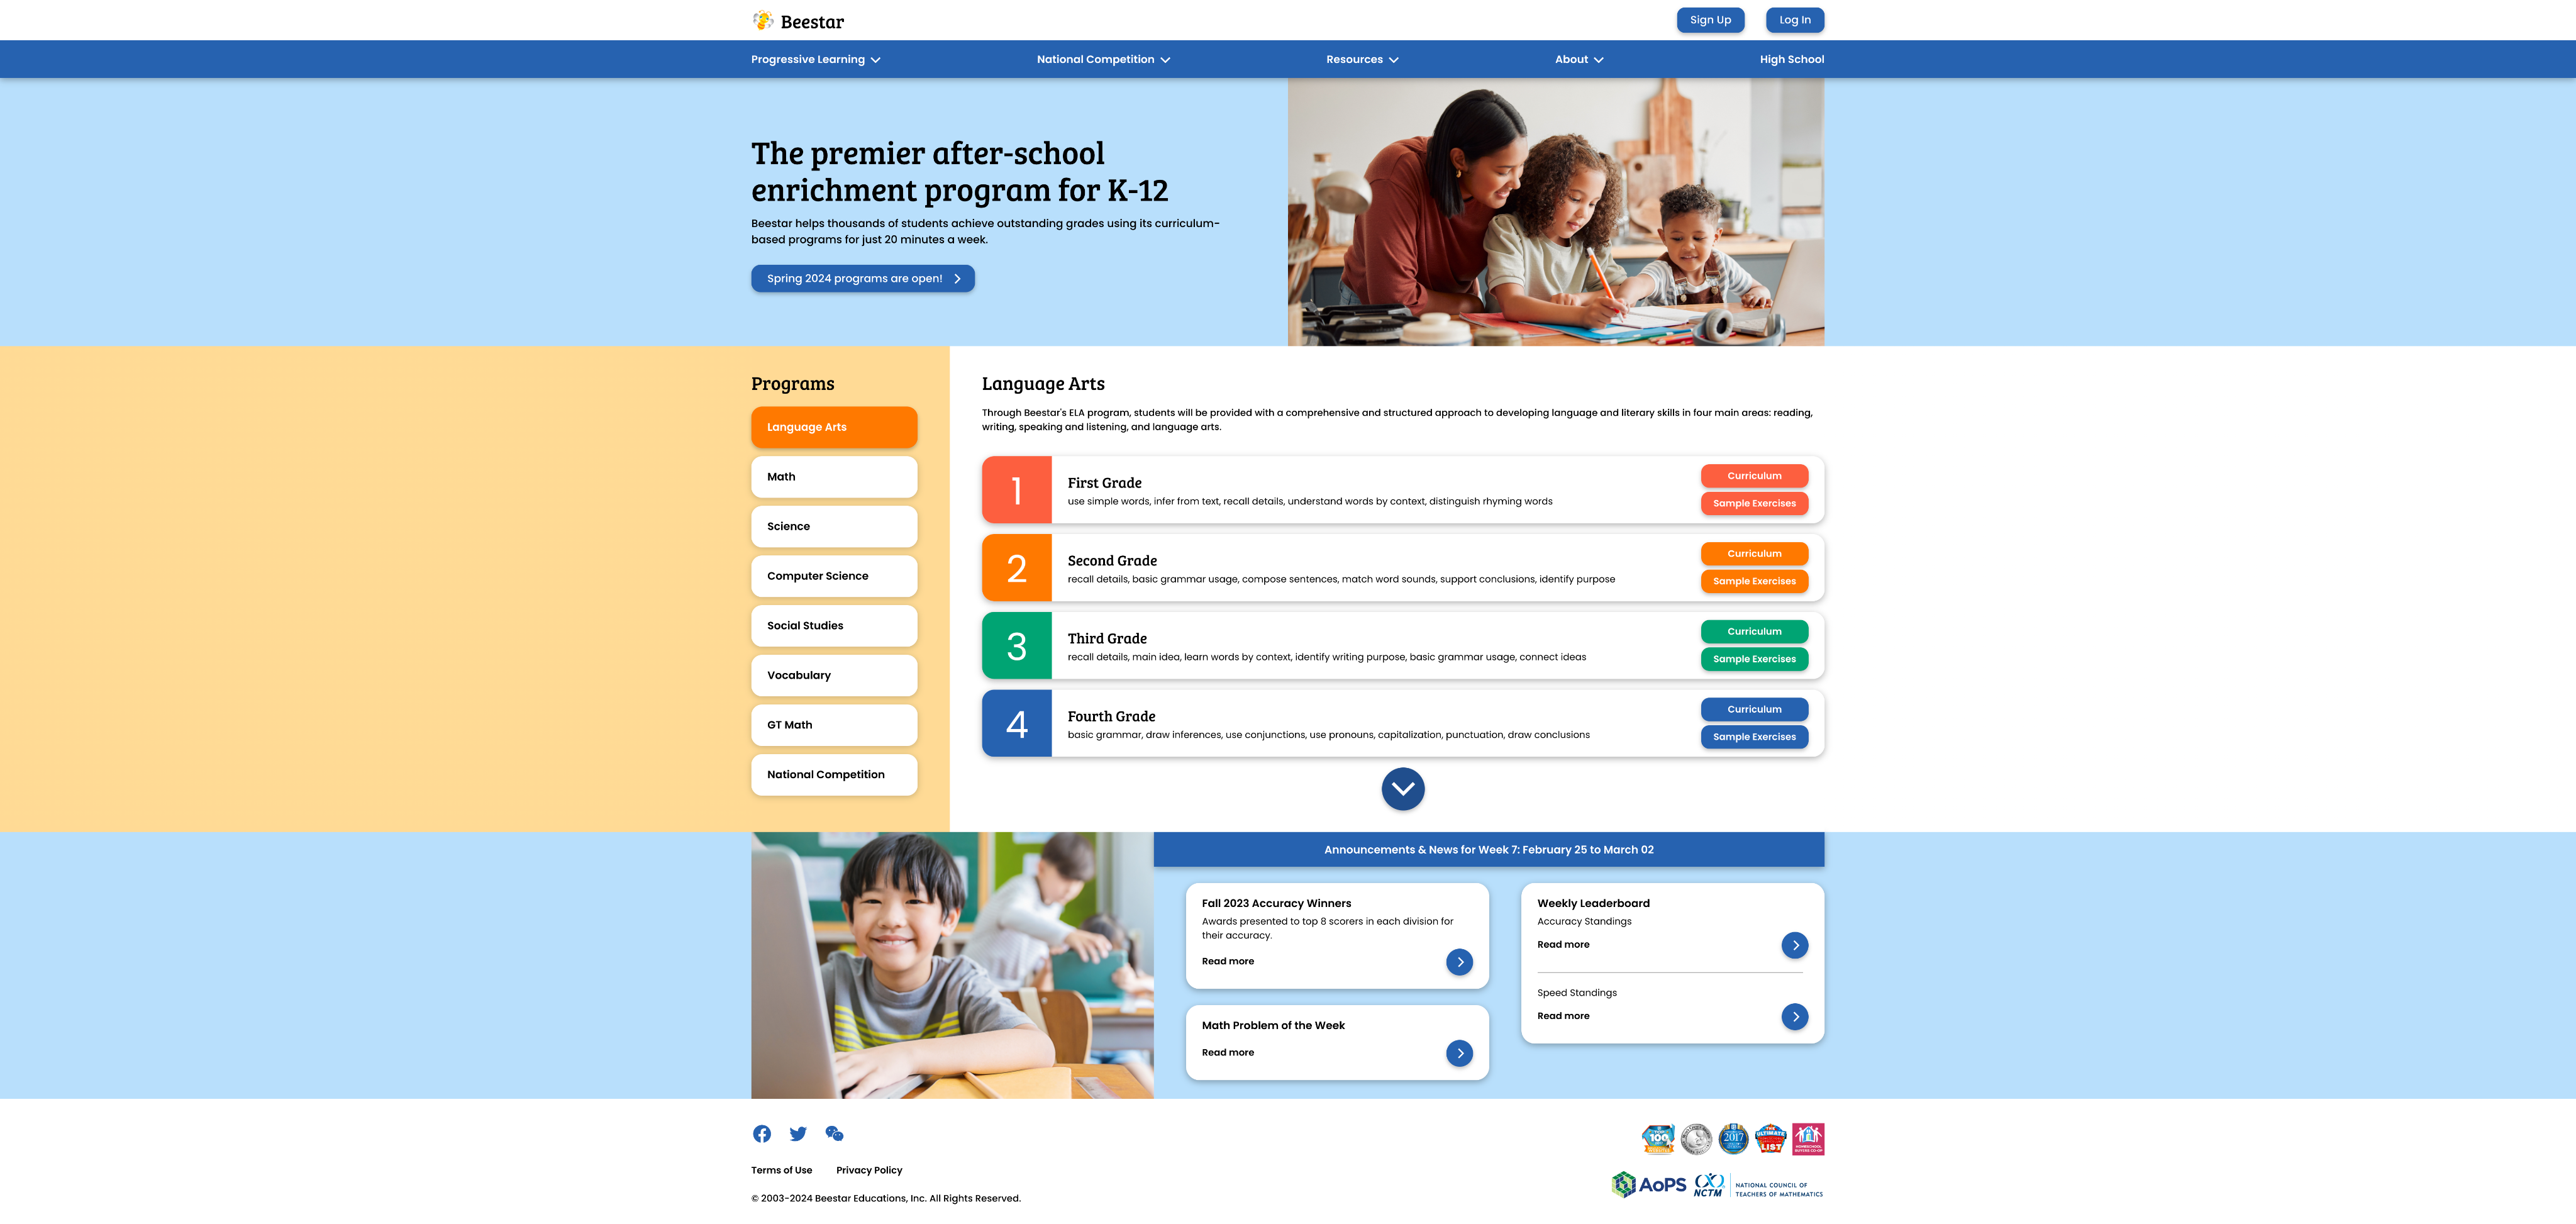 Beestar
Sign Up
Log In
Progressive Learning
National Competition
Resources
About
High School
The premier after-school
enrichment program for K-12
Beestar helps thousands of students achieve outstanding grades using its curriculum-
based programs for just 20 minutes a week.
Spring 2024 programs are open!
Programs
Language Arts
Math
Science
Computer Science
Social Studies
Vocabulary
GT Math
National Competition
Language Arts
Through Beestar's ELA program, students will be provided with a comprehensive and structured approach to developing language and literary skills in four main areas: reading,
writing, speaking and listening, and language arts.
1
First Grade
use simple words, infer from text, recall details, understand words by context, distinguish rhyming words
Curriculum
Sample Exercises
2
Second Grade
recall details, basic grammar usage, compose sentences, match word sounds, support conclusions, identify purpose
Curriculum
Sample Exercises
3
Third Grade
recall details, main idea, learn words by context, identify writing purpose, basic grammar usage, connect ideas
Curriculum
Sample Exercises
4
Fourth Grade
basic grammar, draw inferences, use conjunctions, use pronouns, capitalization, punctuation, draw conclusions
Curriculum
Sample Exercises
Announcements & News for Week 7: February 25 to March 02
Fall 2023 Accuracy Winners
Awards presented to top 8 scorers in each division for
their accuracy.
Read more
Math Problem of the Week
Read more
Weekly Leaderboard
Accuracy Standings
Read more
Speed Standings
Read more
Terms of Use
Privacy Policy
© 2003-2024 Beestar Educations, Inc. All Rights Reserved.
100
2017
THE
ULTIMATE
LIST
HOMESCHOOL
BUYERS CO-OP
AoPS
NCTM
NATIONAL COUNCIL OF
TEACHERS OF MATHEMATICS